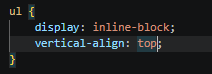 ul {
    display: inline-block;
    vertical-align: top;
}